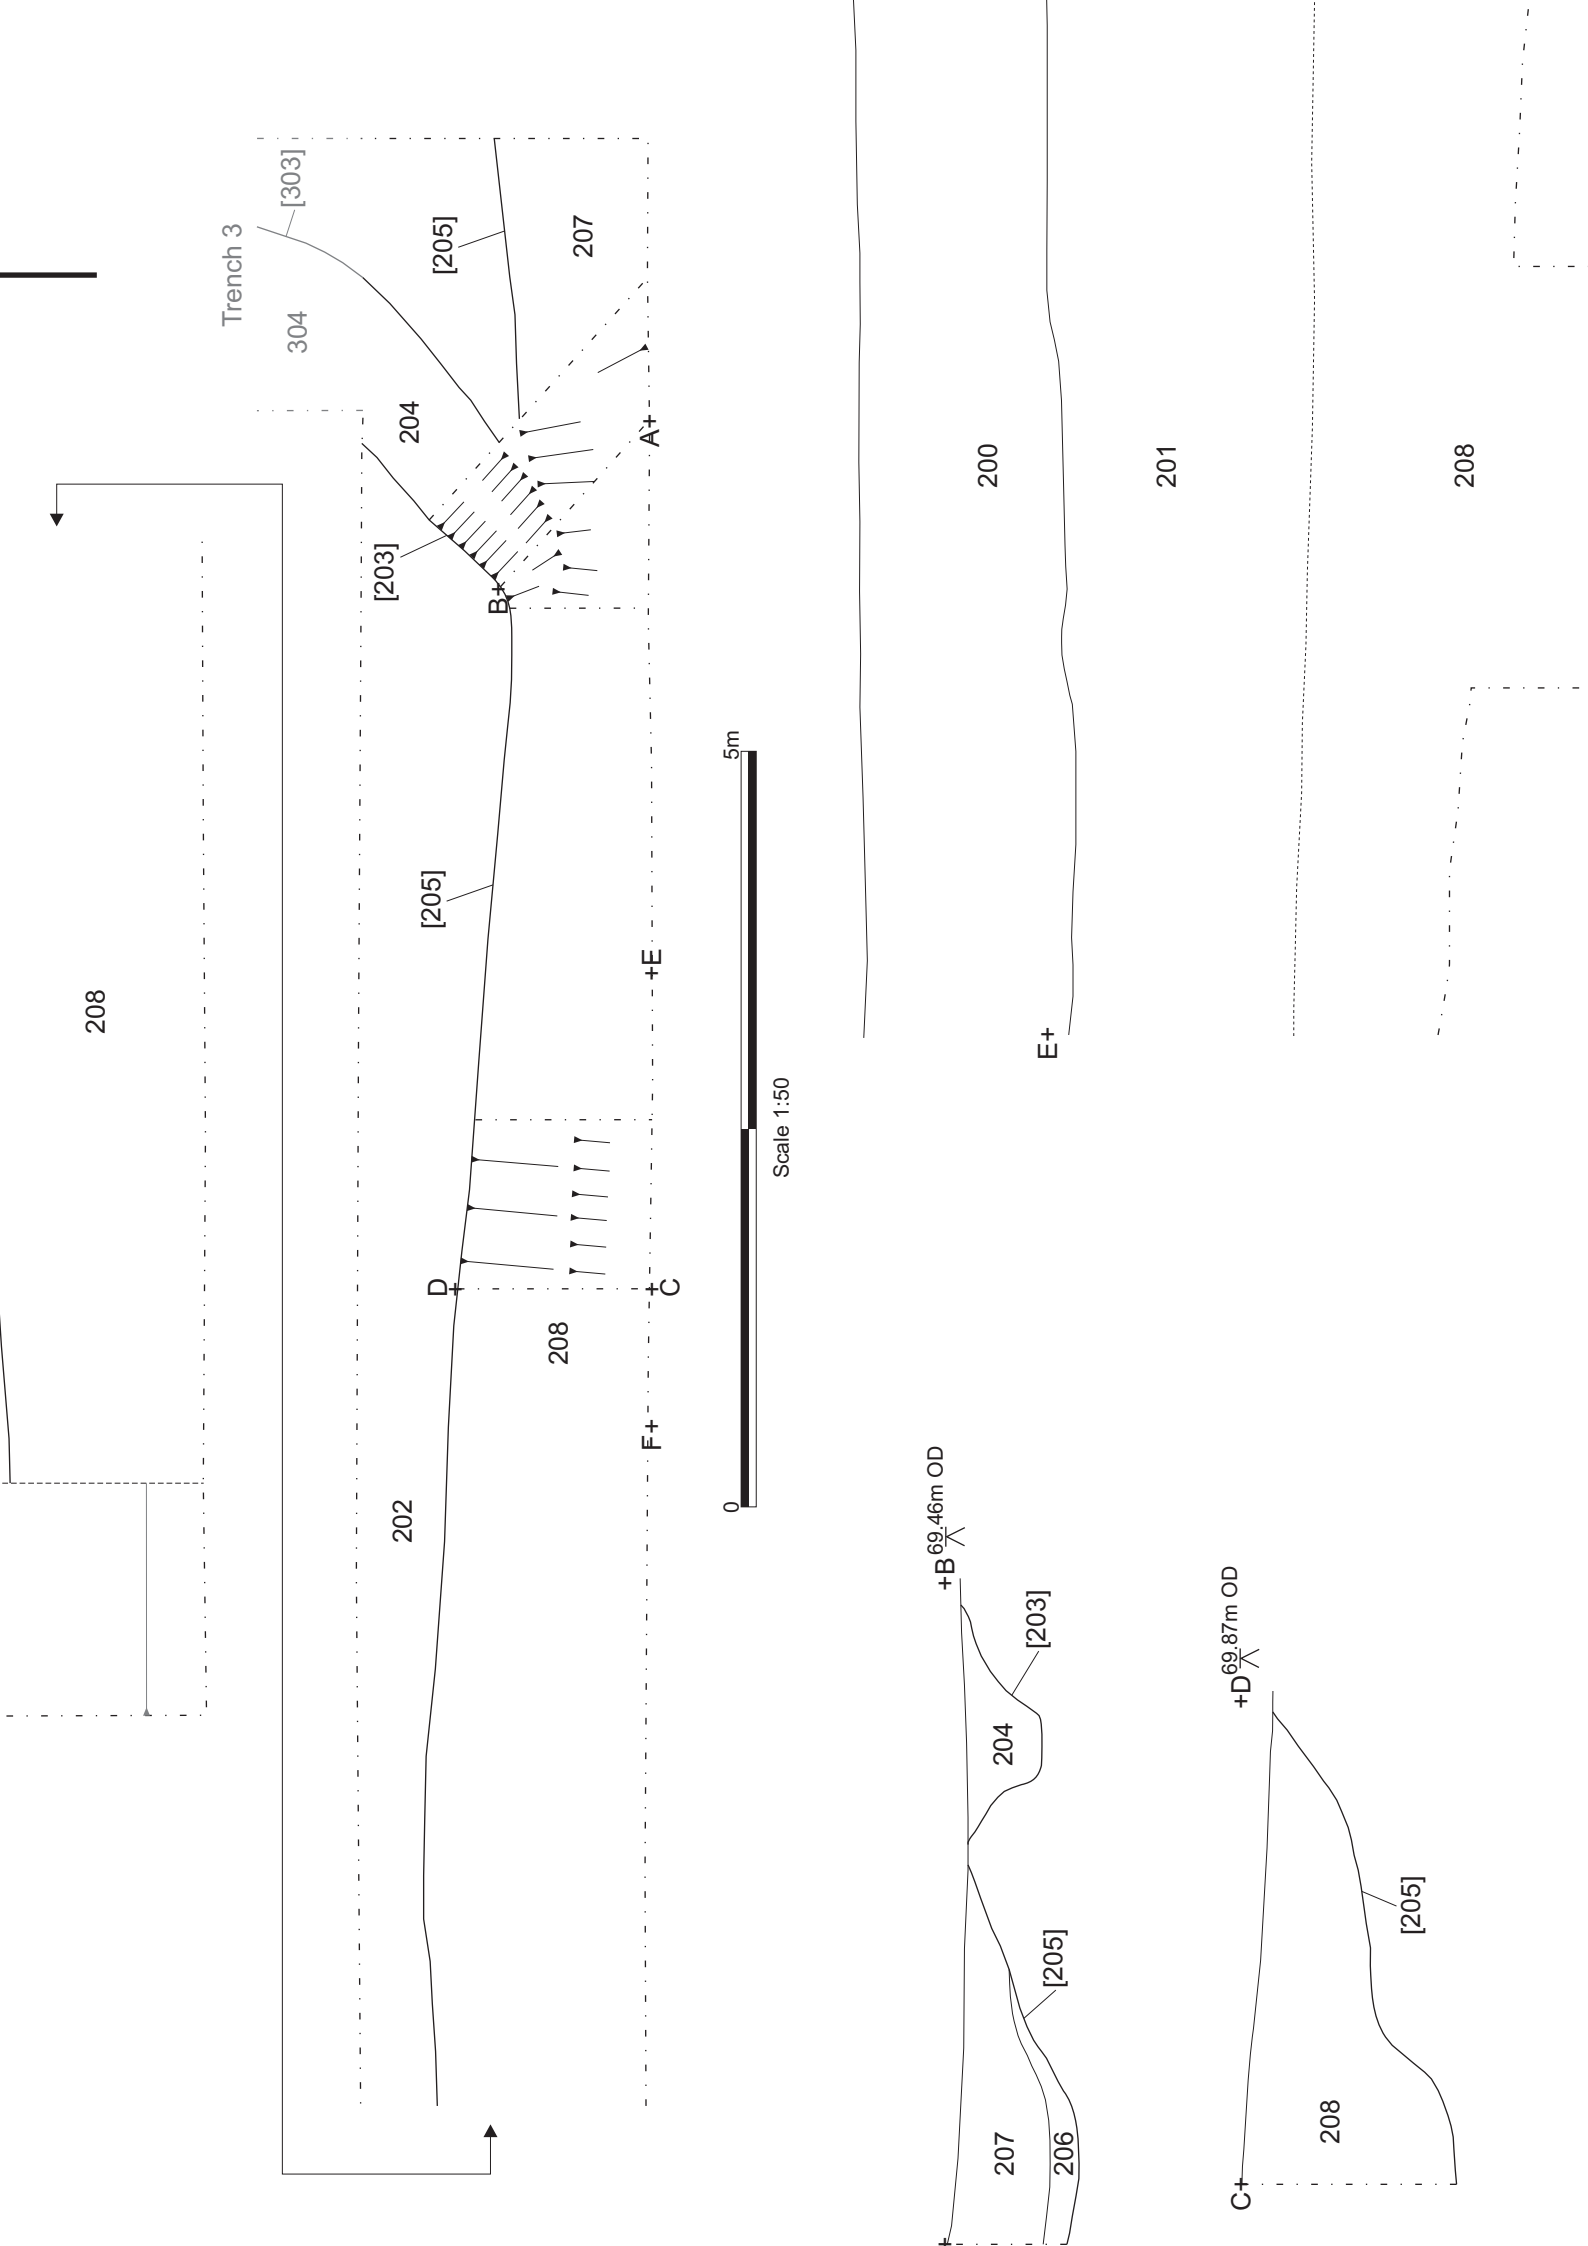 208
Trench 3
[303]
304
[205]
207
204
[203]
B+
A+
[205]
+E
D
+
+
C
208
F+
202
0
5m
Scale 1:50
200
201
208
E+
+B
69.46m OD
[203]
204
[205]
207
206
+
+D
69.87m OD
[205]
208
C+